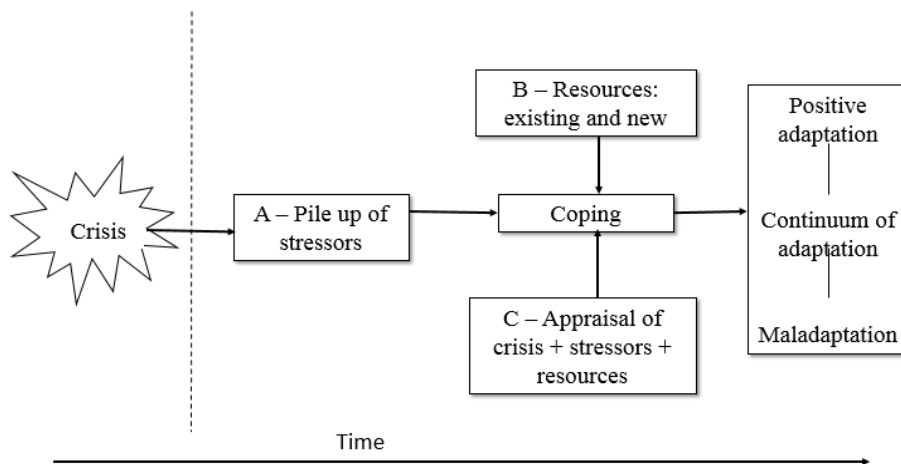 Crisis
A – Pile up of
stressors
B – Resources:
existing and new
Coping
C – Appraisal of
crisis + stressors +
resources
Positive
adaptation
Continuum of
adaptation
Maladaptation
Time